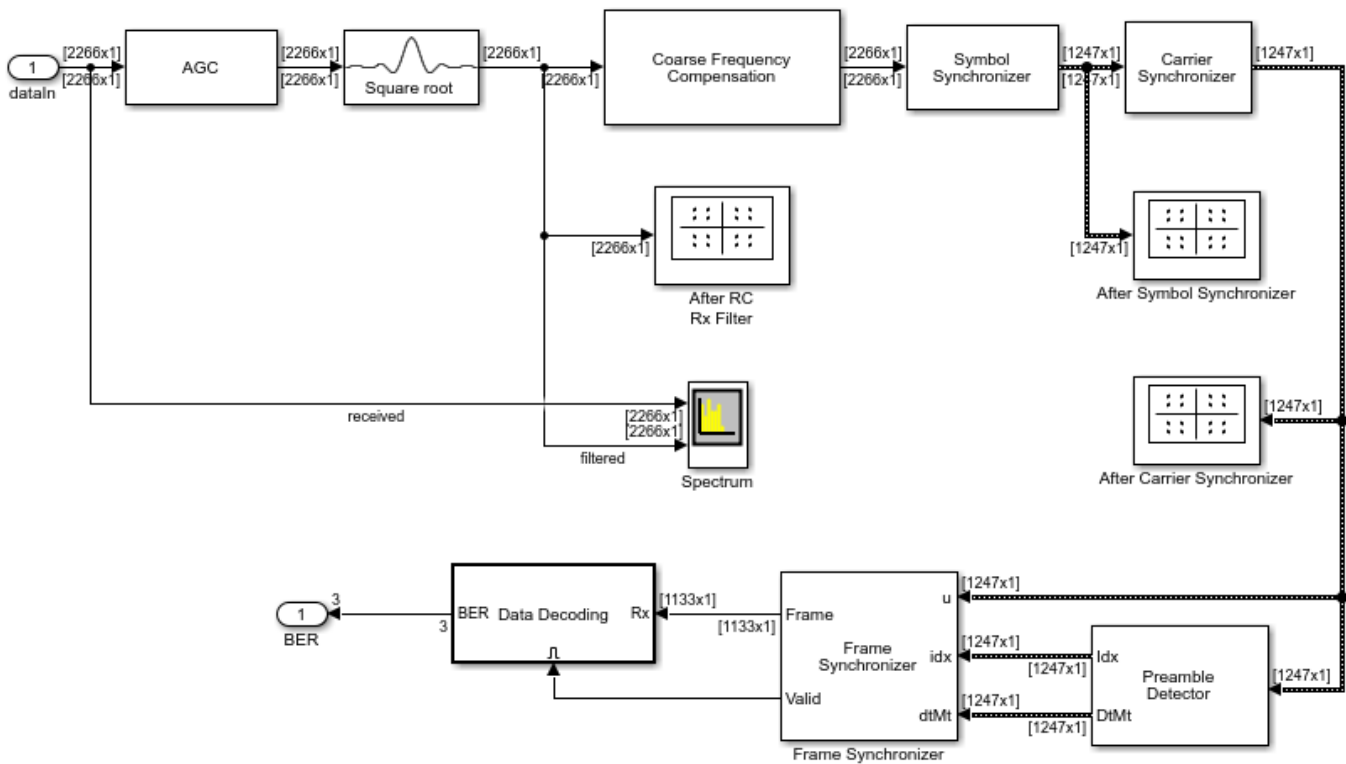 [2266x1]
[2266x1]
1
dataIn
AGC
[2266x1]
[2266x1]
Square root
[2266x1]
[2266x1]
Coarse Frequency
Compensation
[2266x1]
[2266x1]
Symbol
Synchronizer
[1247x1]
[1247x1]
Carrier
Synchronizer
[1247x1]
[2266x1]
After RC
Rx Filter
[1247x1]
After Symbol Synchronizer
received
[2266x1]
[2266x1]
filtered
Spectrum
[1247x1]
After Carrier Synchronizer
1
BER
3
3
BER
Data Decoding
Rx
[1133x1]
[1133x1]
Frame
Valid
Frame
Synchronizer
u
idx
dtMt
Frame Synchronizer
[1247x1]
[1247x1]
[1247x1]
[1247x1]
[1247x1]
Idx
DtMt
Preamble
Detector
[1247x1]